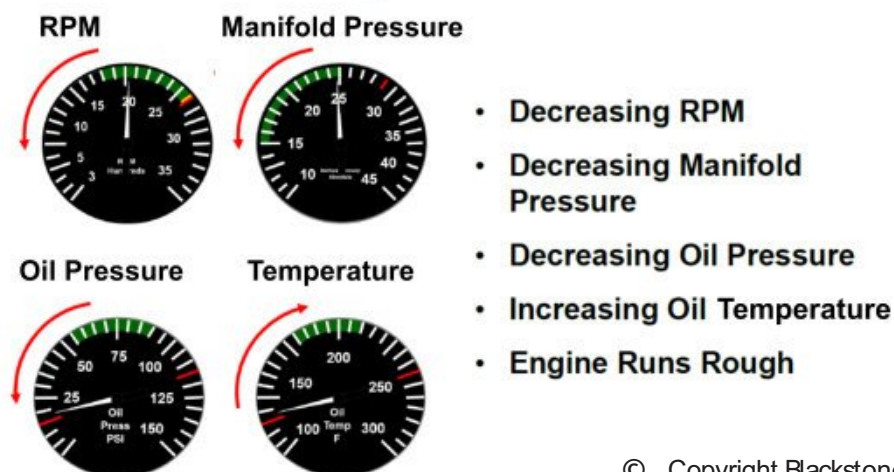 RPM
Manifold Pressure
15 20 25
10 30
5
3 35
20 25 30
15 35
40
10 45
• Decreasing RPM
• Decreasing Manifold
Pressure
• Decreasing Oil Pressure
• Increasing Oil Temperature
• Engine Runs Rough
Oil Pressure
Temperature
50 75 100
25 125
Oil
Press
PSI
150
200
150 250
Oil
Temp
F
100 300
© Copyright Blackston